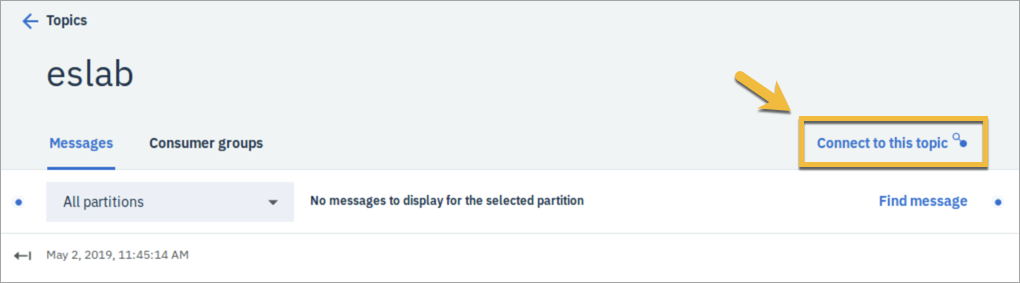 Topics
eslab
Messages Consumer groups Connect to this topic
All partitions No messages to display for the selected partition Find message
May 2, 2019, 11:45:14 AM